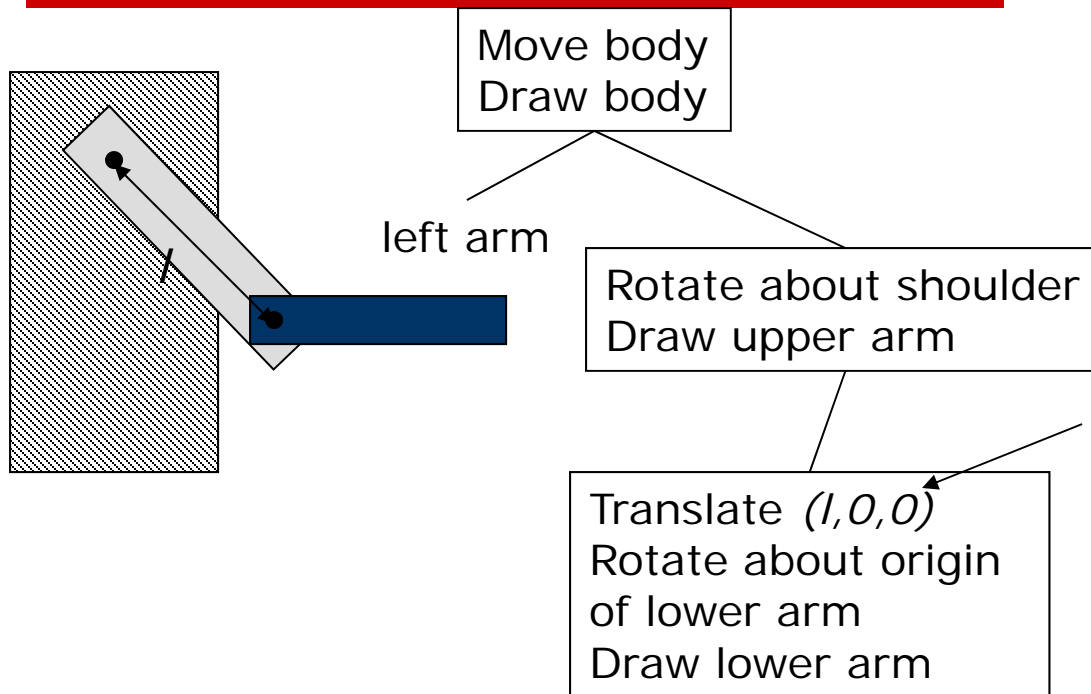 Move body
Draw body
left arm
l
Rotate about shoulder
Draw upper arm
Translate (l,0,0)
Rotate about origin
of lower arm
Draw lower arm